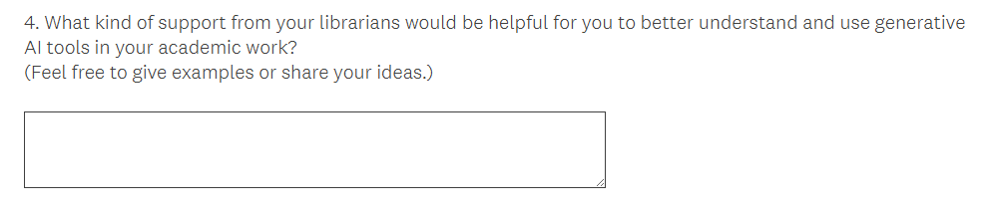 4. What kind of support from your librarians would be helpful for you to better understand and use generative
AI tools in your academic work?
(Feel free to give examples or share your ideas.)